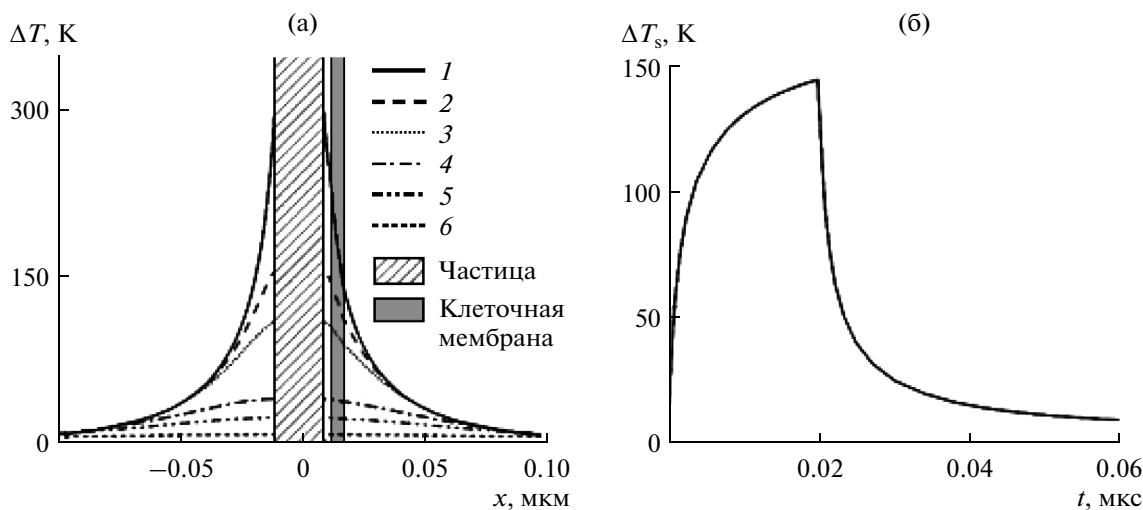 (а)
ΔT, К
300
150
0
−0.05
0
0.05
0.10
x, мкм
1
2
3
4
5
6
Частица
Клеточная
мембрана
(б)
ΔTs, К
150
100
50
0
0.02
0.04
0.06
t, мкс